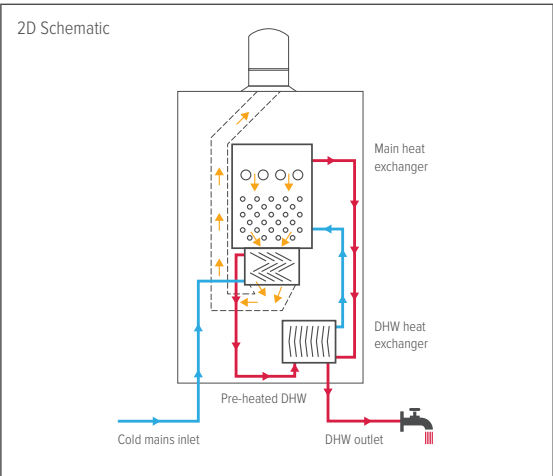 2D Schematic
Main heat
exchanger
DHW heat
exchanger
Pre-heated DHW
Cold mains inlet
DHW outlet